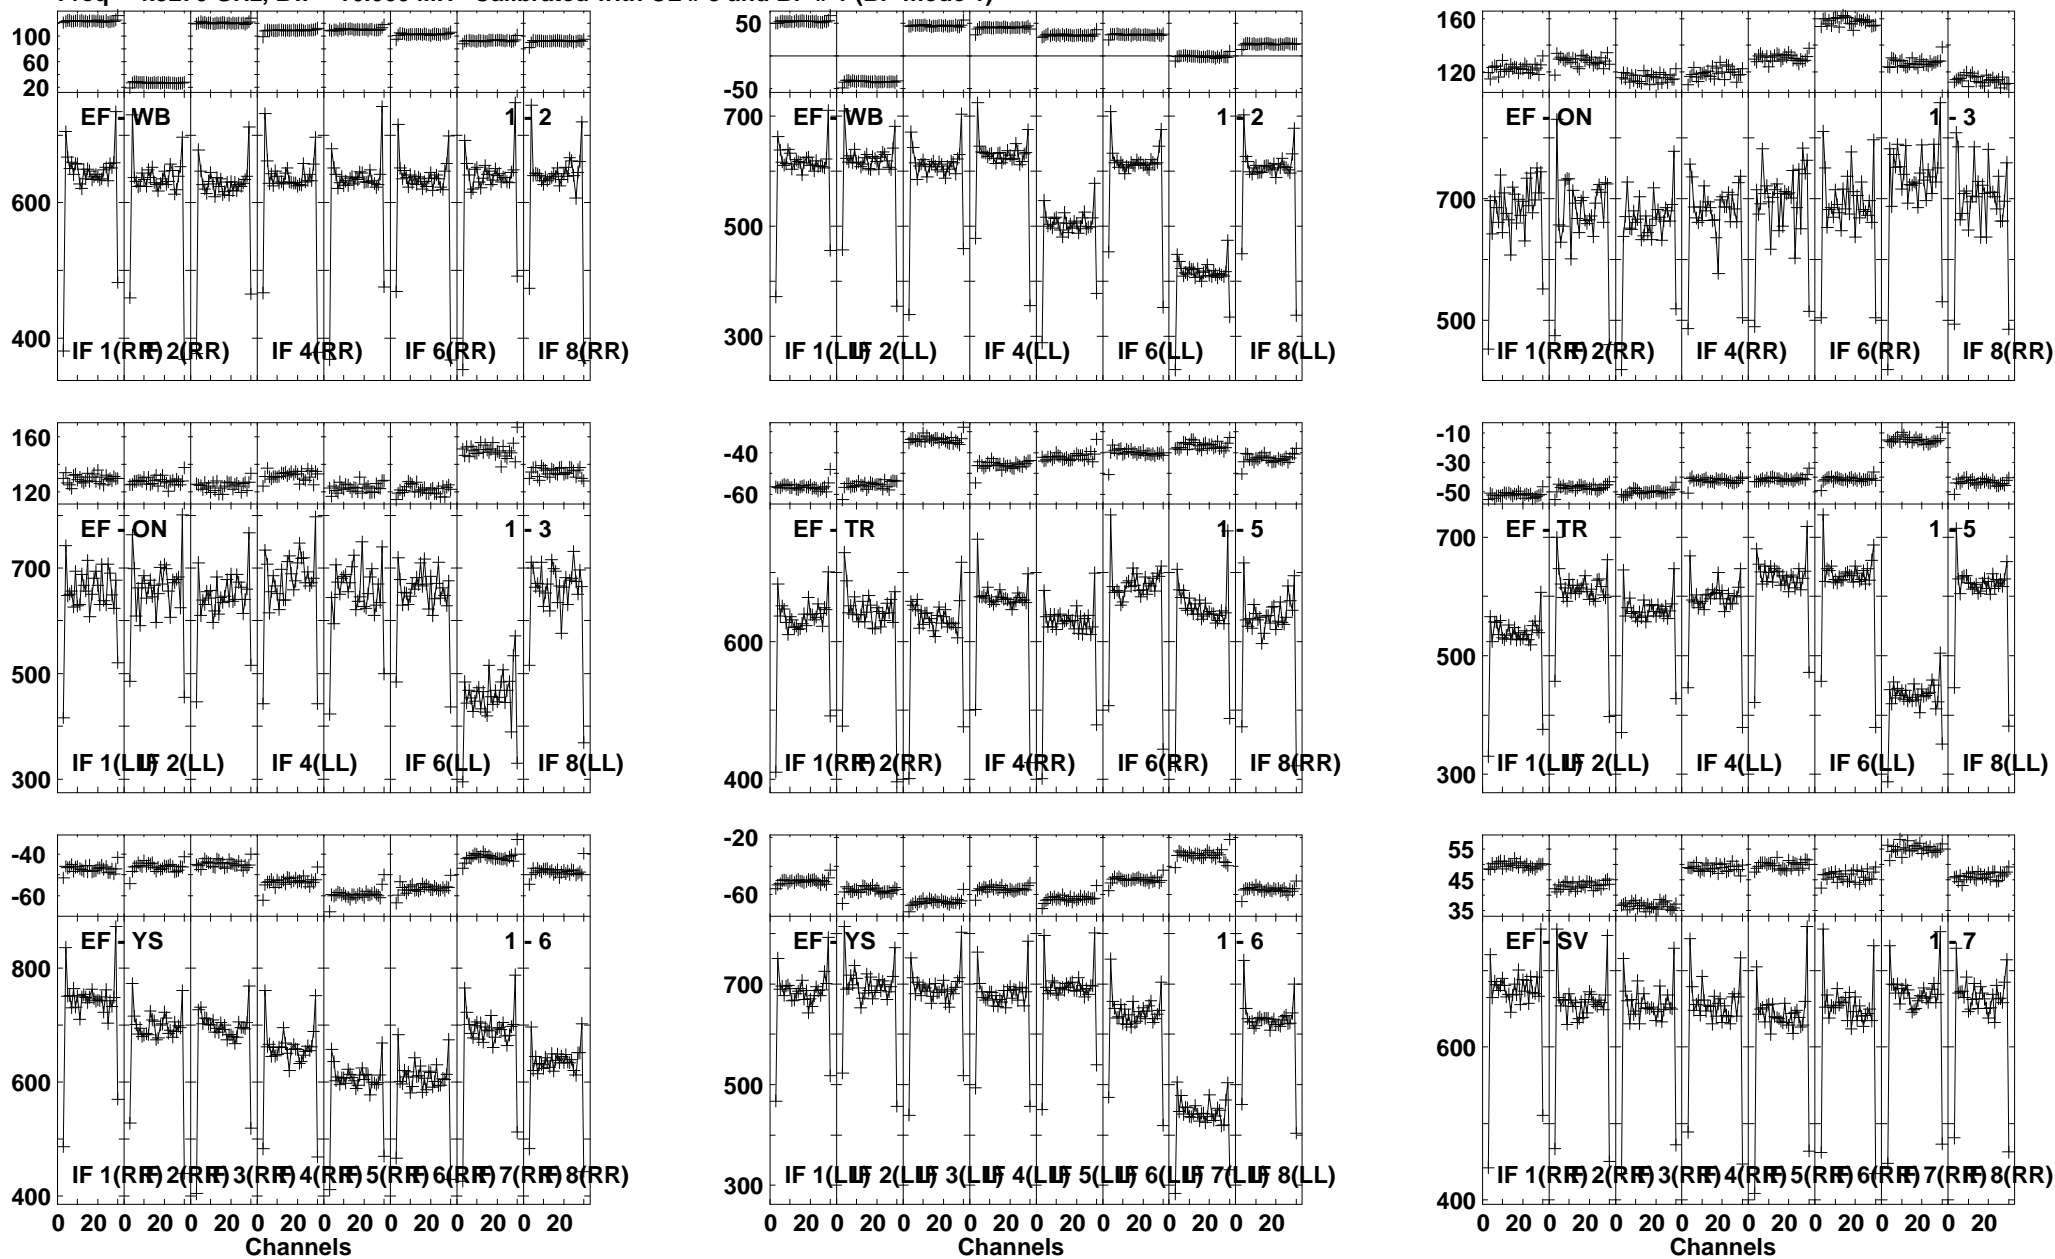 100
60
20
EF - WB 1 - 2
600
400
IF 1(RR) IF 2(RR) IF 4(RR) IF 6(RR) IF 8(RR)
50
-50
EF - WB 1 - 2
700
500
300
IF 1(LL) IF 2(LL) IF 4(LL) IF 6(LL) IF 8(LL)
160
120
EF - ON 1 - 3
700
500
IF 1(RR) IF 2(RR) IF 4(RR) IF 6(RR) IF 8(RR)
160
120
EF - ON 1 - 3
700
500
300
IF 1(LL) IF 2(LL) IF 4(LL) IF 6(LL) IF 8(LL)
-40
-60
EF - TR 1 - 5
600
400
IF 1(RR) IF 2(RR) IF 4(RR) IF 6(RR) IF 8(RR)
-10
-30
-50
EF - TR 1 - 5
700
500
300
IF 1(LL) IF 2(LL) IF 4(LL) IF 6(LL) IF 8(LL)
-40
-60
EF - YS 1 - 6
800
600
400
IF 1(RR) IF 2(RR) IF 3(RR) IF 4(RR) IF 5(RR) IF 6(RR) IF 7(RR) IF 8(RR)
0 20 0 20 0 20 0 20 0 20 0 20 0 20 0 20
Channels
-20
-60
EF - YS 1 - 6
700
500
300
IF 1(LL) IF 2(LL) IF 3(LL) IF 4(LL) IF 5(LL) IF 6(LL) IF 7(LL) IF 8(LL)
0 20 0 20 0 20 0 20 0 20 0 20 0 20 0 20
Channels
55
45
35
EF - SV 1 - 7
600
400
IF 1(RR) IF 2(RR) IF 3(RR) IF 4(RR) IF 5(RR) IF 6(RR) IF 7(RR) IF 8(RR)
0 20 0 20 0 20 0 20 0 20 0 20 0 20 0 20
Channels